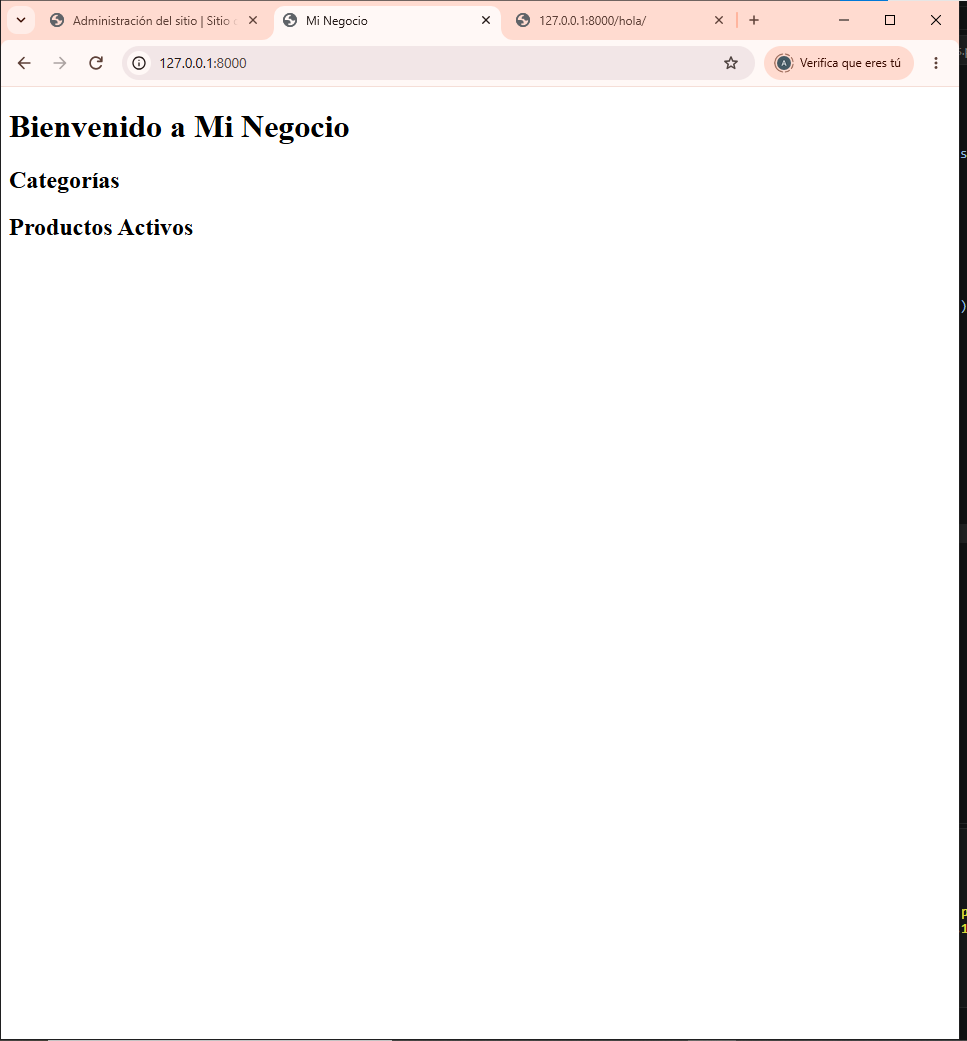 Administración del sitio | Sitio
Mi Negocio
127.0.0.1:8000/hola/
127.0.0.1:8000
A
Verifica que eres tú
Bienvenido a Mi Negocio
Categorías
Productos Activos
s
)
1